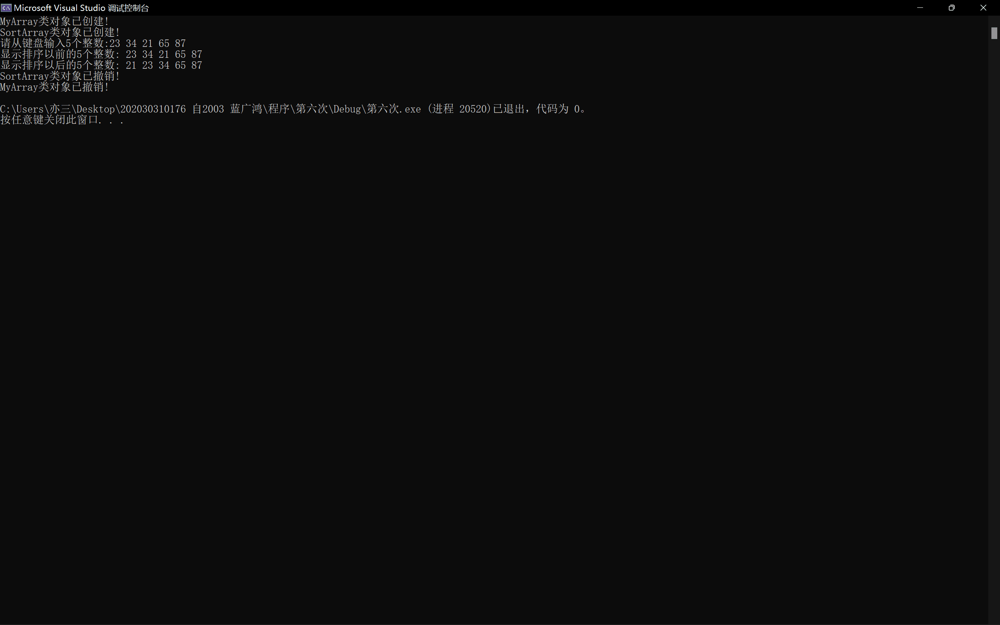 Microsoft Visual Studio 调试控制台
MyArray类对象已创建!
SortArray类对象已创建!
请从键盘输入5个整数:23 34 21 65 87
显示排序以前的5个整数: 23 34 21 65 87
显示排序以后的5个整数: 21 23 34 65 87
SortArray类对象已撤销!
MyArray类对象已撤销!
C:\Users\亦三\Desktop\202030310176 自2003 蓝广鸿\程序\第六次\Debug\第六次.exe (进程 20520)已退出，代码为 0。
按任意键关闭此窗口. . .